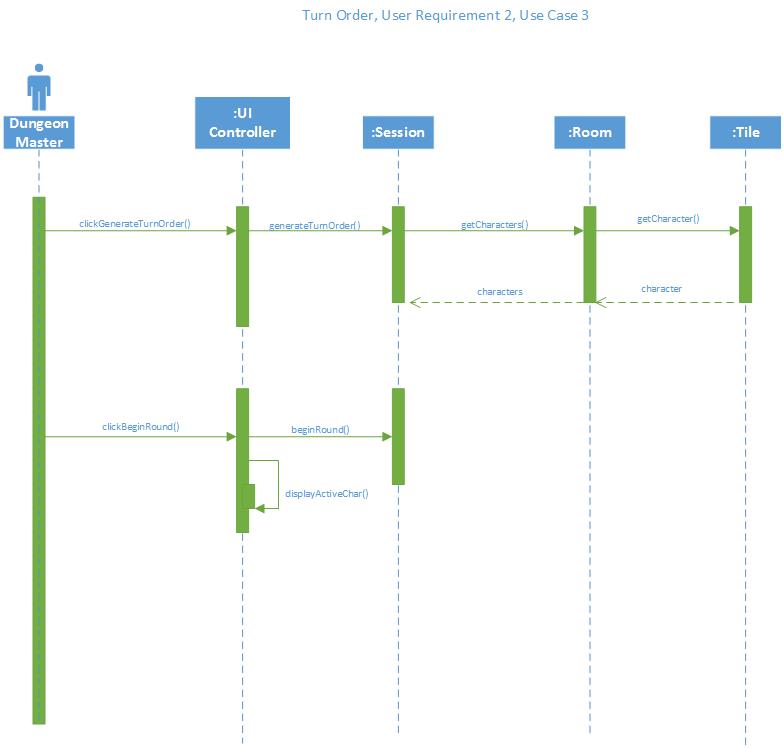 Turn Order, User Requirement 2, Use Case 3
Dungeon
Master
:UI
Controller
:Session
:Room
:Tile
clickGenerateTurnOrder()
generateTurnOrder()
getCharacters()
getCharacter()
characters
character
clickBeginRound()
beginRound()
displayActiveChar()